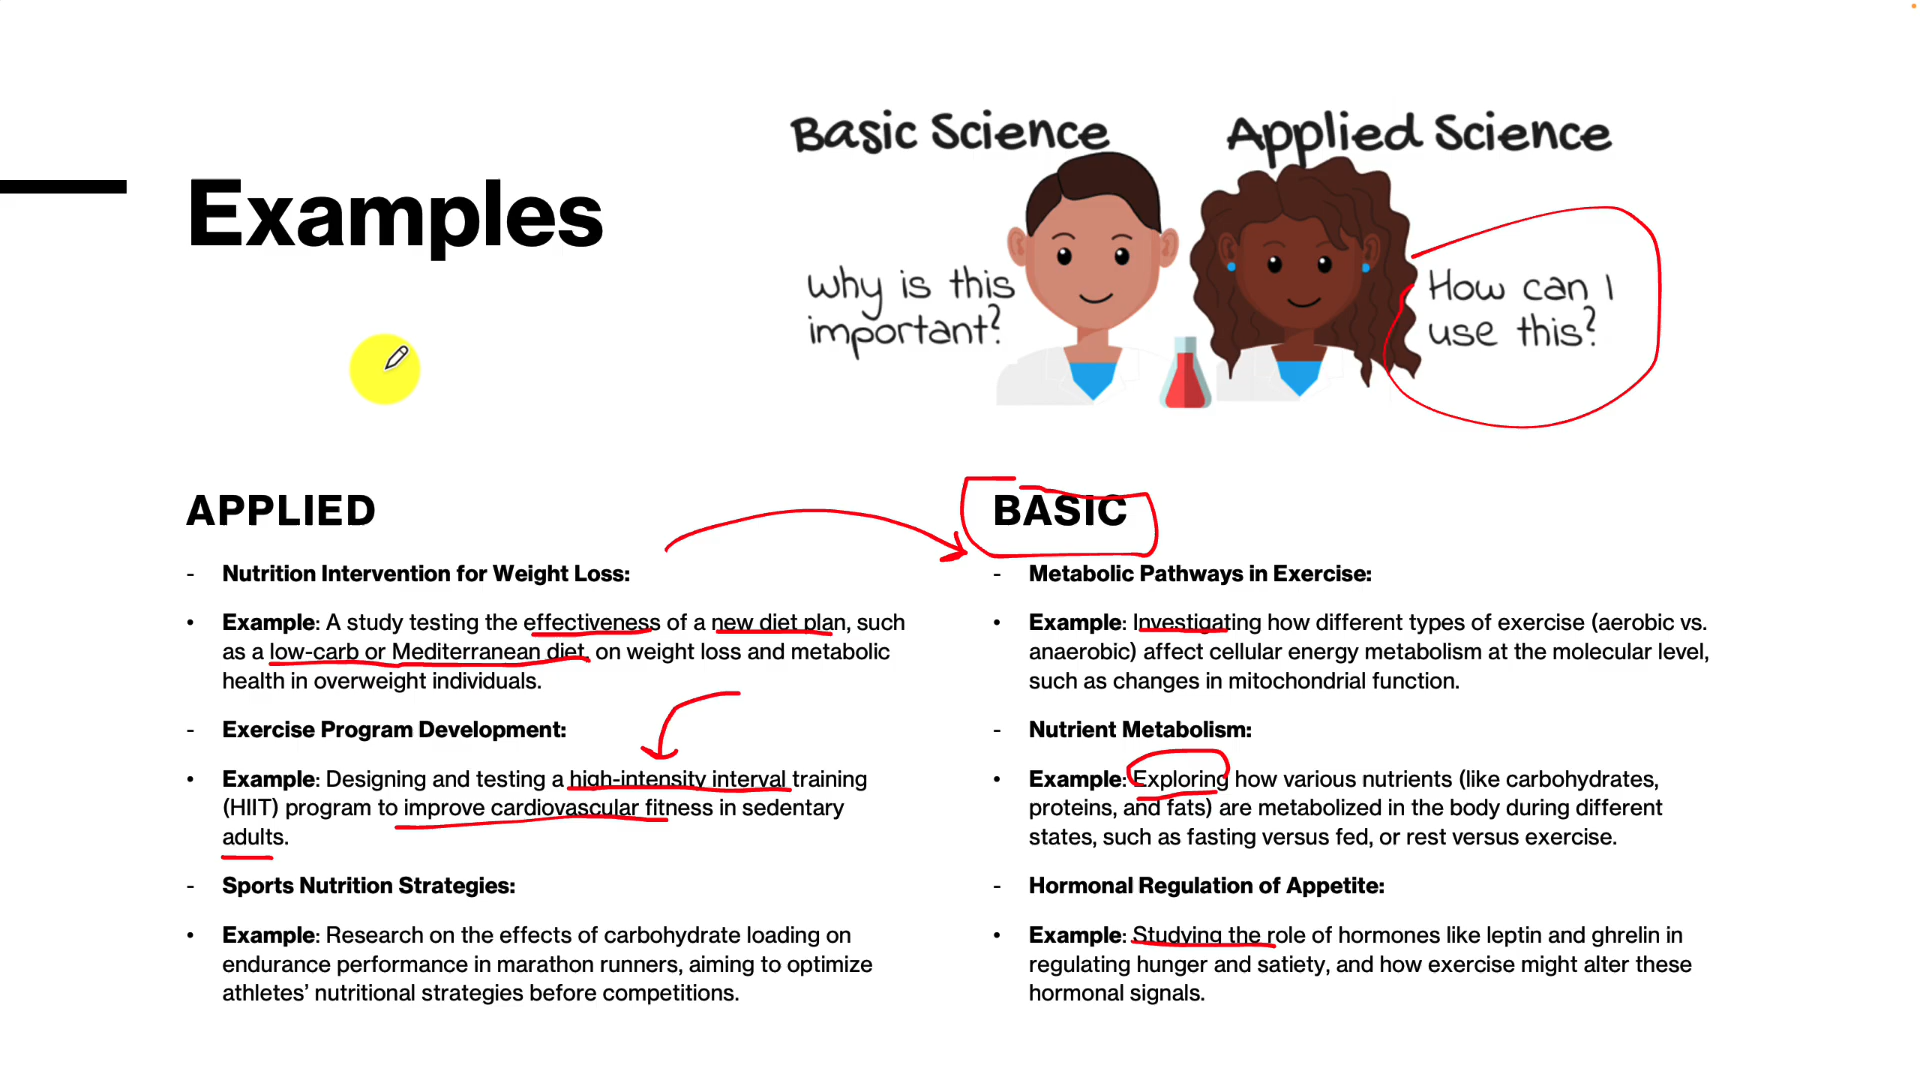 Examples
Basic Science
Applied Science
Why is this
important?
How can I
use this?
APPLIED
- Nutrition Intervention for Weight Loss:
• Example: A study testing the effectiveness of a new diet plan, such
as a low-carb or Mediterranean diet, on weight loss and metabolic
health in overweight individuals.
- Exercise Program Development:
• Example: Designing and testing a high-intensity interval training
(HIIT) program to improve cardiovascular fitness in sedentary
adults.
- Sports Nutrition Strategies:
• Example: Research on the effects of carbohydrate loading on
endurance performance in marathon runners, aiming to optimize
athletes’ nutritional strategies before competitions.
BASIC
- Metabolic Pathways in Exercise:
• Example: Investigating how different types of exercise (aerobic vs.
anaerobic) affect cellular energy metabolism at the molecular level,
such as changes in mitochondrial function.
- Nutrient Metabolism:
• Example: Exploring how various nutrients (like carbohydrates,
proteins, and fats) are metabolized in the body during different
states, such as fasting versus fed, or rest versus exercise.
- Hormonal Regulation of Appetite:
• Example: Studying the role of hormones like leptin and ghrelin in
regulating hunger and satiety, and how exercise might alter these
hormonal signals.